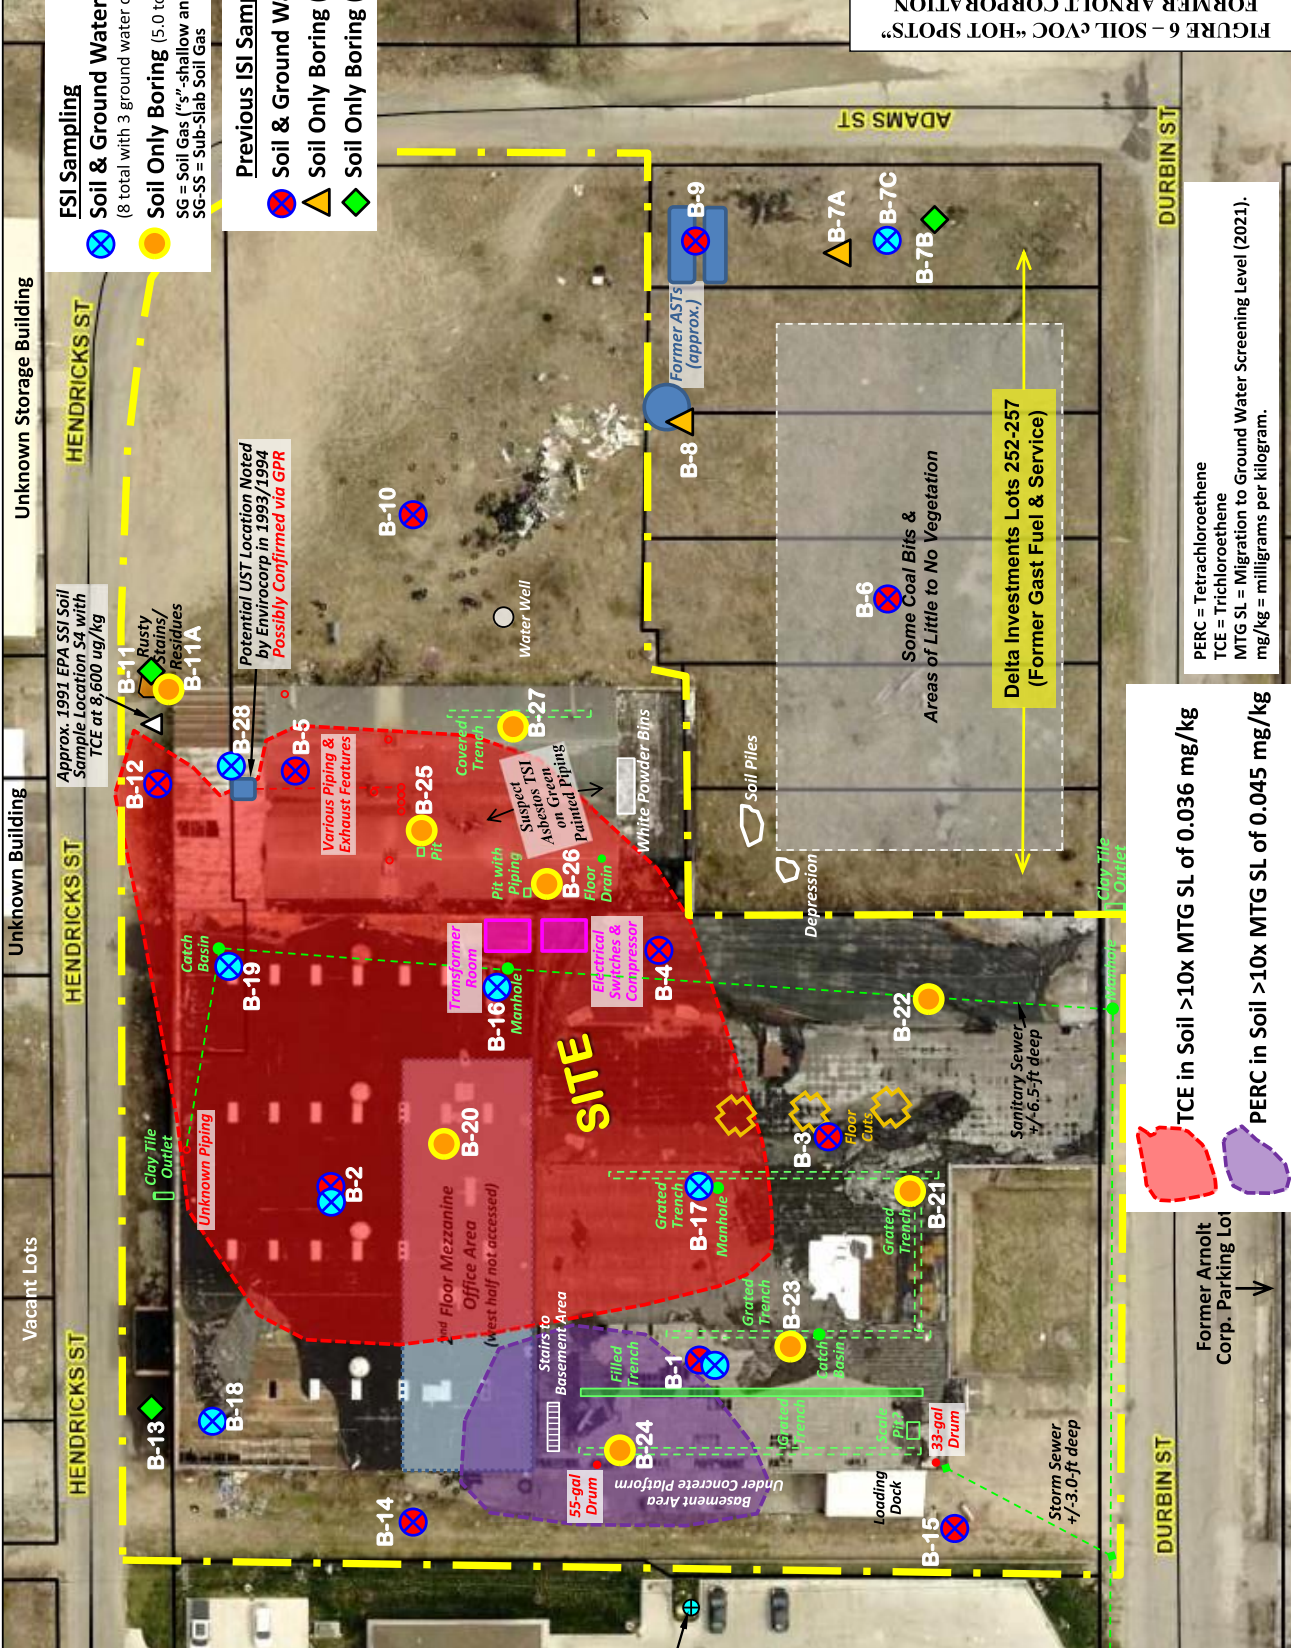 FIGURE 6 – SOIL cVOC “HOT SPOTS”
FORMER ARNOLT CORPORATION
FSI Sampling
Soil & Ground Water
(8 total with 3 ground water
Soil Only Boring (5.0 to
SG = Soil Gas ("s"-shallow an
SG-SS = Sub-Slab Soil Gas
Previous ISI Samp
Soil & Ground Wa
Soil Only Boring (
Soil Only Boring (
Unknown Storage Building
Unknown Building
Vacant Lots
HENDRICKS ST
HENDRICKS ST
HENDRICKS ST
ADAMS ST
DURBIN ST
DURBIN ST
Approx. 1991 EPA SSI Soil
Sample Location S4 with
TCE at 8,600 ug/kg
Rusty
Stains/
Residues
B-11
B-11A
B-12
B-28
B-5
Potential UST Location Noted
by Envirocorp in 1993/1994
Possibly Confirmed via GPR
Various Piping &
Exhaust Features
B-10
Water Well
B-9
Former ASTs
(approx.)
B-8
B-7A
B-7C
B-7B
B-6
Some Coal Bits &
Areas of Little to No Vegetation
Delta Investments Lots 252-257
(Former Gast Fuel & Service)
Covered
Trench
B-27
B-25
Pit
Suspect
Asbestos TSI
on Green
Painted Piping
White Powder Bins
Pit with
Piping
B-26
Floor
Drain
Soil Piles
Depression
Clay Tile
Outlet
Catch
Basin
B-19
Transformer
Room
B-16
Manhole
Electrical
Swtches &
Compressor
B-4
B-22
Manhole
Sanitary Sewer
+/-6.5-ft deep
SITE
Clay Tile
Outlet
Unknown Piping
B-2
B-20
2nd Floor Mezzanine
Office Area
(west half not accessed)
B-3
Floor
Cuts
Grated
Trench
B-17
Manhole
Grated
Trench
B-21
Grated
Trench
B-23
Catch
Basin
Stairs to
Basement Area
Filled
Trench
B-1
B-24
Grated
Trench
Scale
Pit?
Basement Area
Under Concrete Platform
55-gal
Drum
33-gal
Drum
Loading
Dock
B-13
B-18
B-14
B-15
Storm Sewer
+/-3.0-ft deep
Former Arnolt
Corp. Parking Lot
PERC = Tetrachloroethene
TCE = Trichloroethene
MTG SL = Migration to Ground Water Screening Level (2021).
mg/kg = milligrams per kilogram.
TCE in Soil >10x MTG SL of 0.036 mg/kg
PERC in Soil >10x MTG SL of 0.045 mg/kg